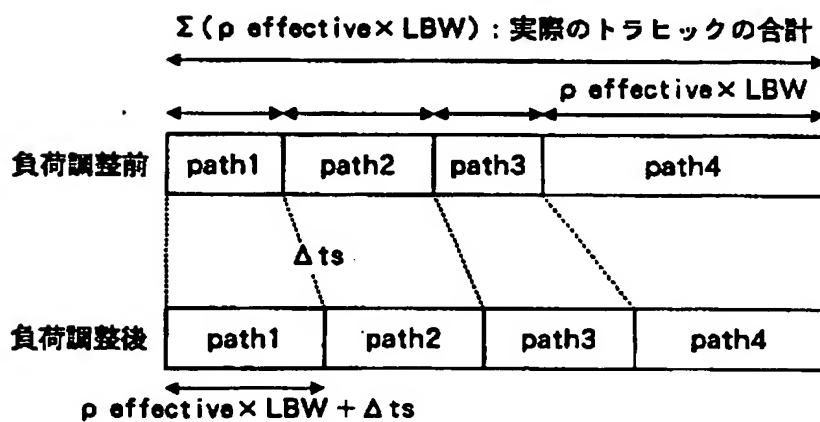 Σ(ρ effective×LBW):実際のトラヒックの合計
ρ effective×LBW
負荷調整前 path1 path2 path3 path4
Δts
負荷調整後 path1 path2 path3 path4
ρ effective×LBW+Δts